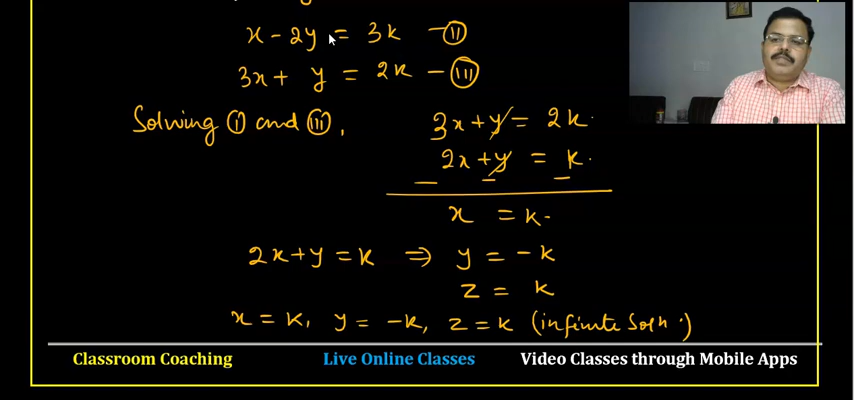 x - 2y = 3k - II
3x + y = 2k - III
Solving I and III,
3x + y = 2k.
2x + y = k.
x = k.
2x + y = k ⇒ y = -k
z = k
x = k, y = -k, z = k (infinite Soln.)
Classroom Coaching Live Online Classes Video Classes through Mobile Apps